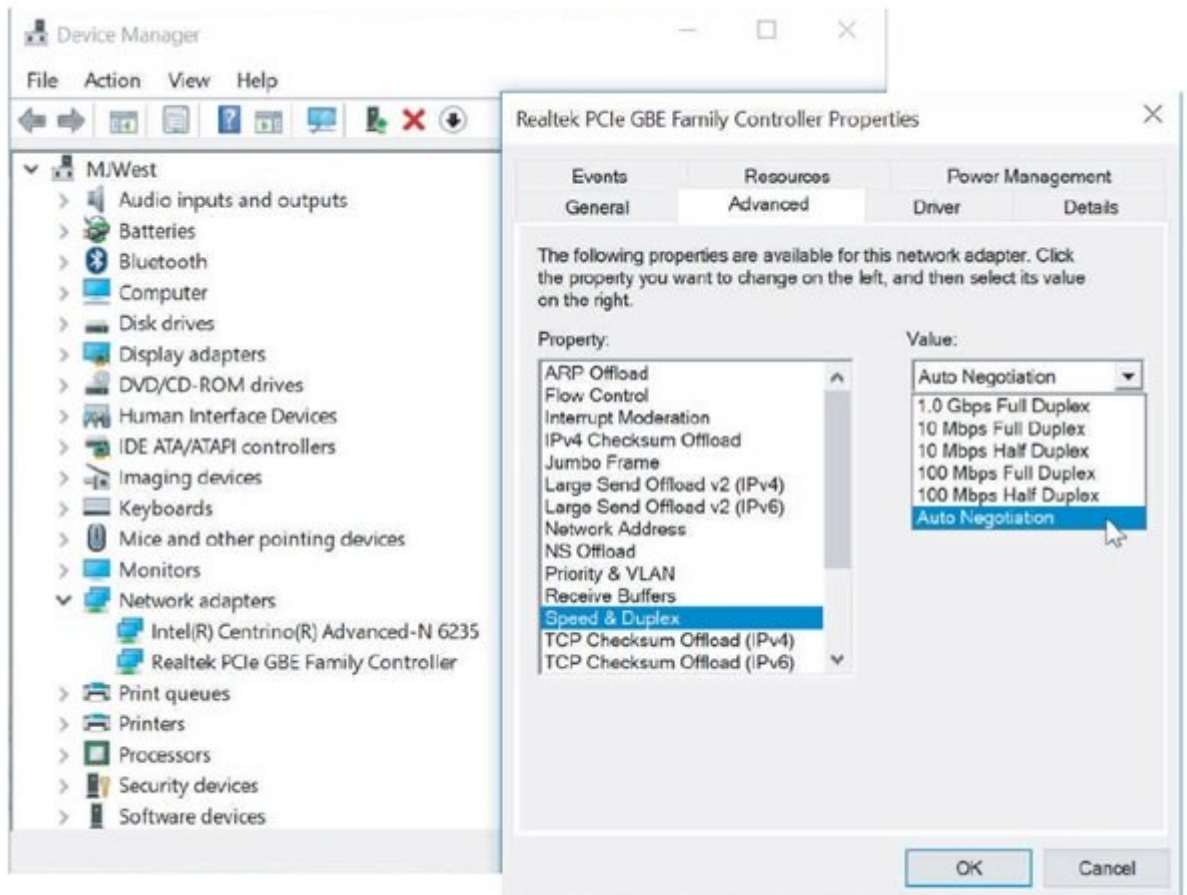 Device Manager
File Action View Help
MJWest
Audio inputs and outputs
Batteries
Bluetooth
Computer
Disk drives
Display adapters
DVD/CD-ROM drives
Human Interface Devices
IDE ATA/ATAPI controllers
Imaging devices
Keyboards
Mice and other pointing devices
Monitors
Network adapters
Intel(R) Centrino(R) Advanced-N 6235
Realtek PCIe GBE Family Controller
Print queues
Printers
Processors
Security devices
Software devices
Realtek PCIe GBE Family Controller Properties
Events Resources Power Management
General Advanced Driver Details
The following properties are available for this network adapter. Click
the property you want to change on the left, and then select its value
on the right.
Property:
ARP Offload
Flow Control
Interrupt Moderation
IPv4 Checksum Offload
Jumbo Frame
Large Send Offload v2 (IPv4)
Large Send Offload v2 (IPv6)
Network Address
NS Offload
Priority & VLAN
Receive Buffers
Speed & Duplex
TCP Checksum Offload (IPv4)
TCP Checksum Offload (IPv6)
Value:
Auto Negotiation
1.0 Gbps Full Duplex
10 Mbps Full Duplex
10 Mbps Half Duplex
100 Mbps Full Duplex
100 Mbps Half Duplex
Auto Negotiation
OK Cancel